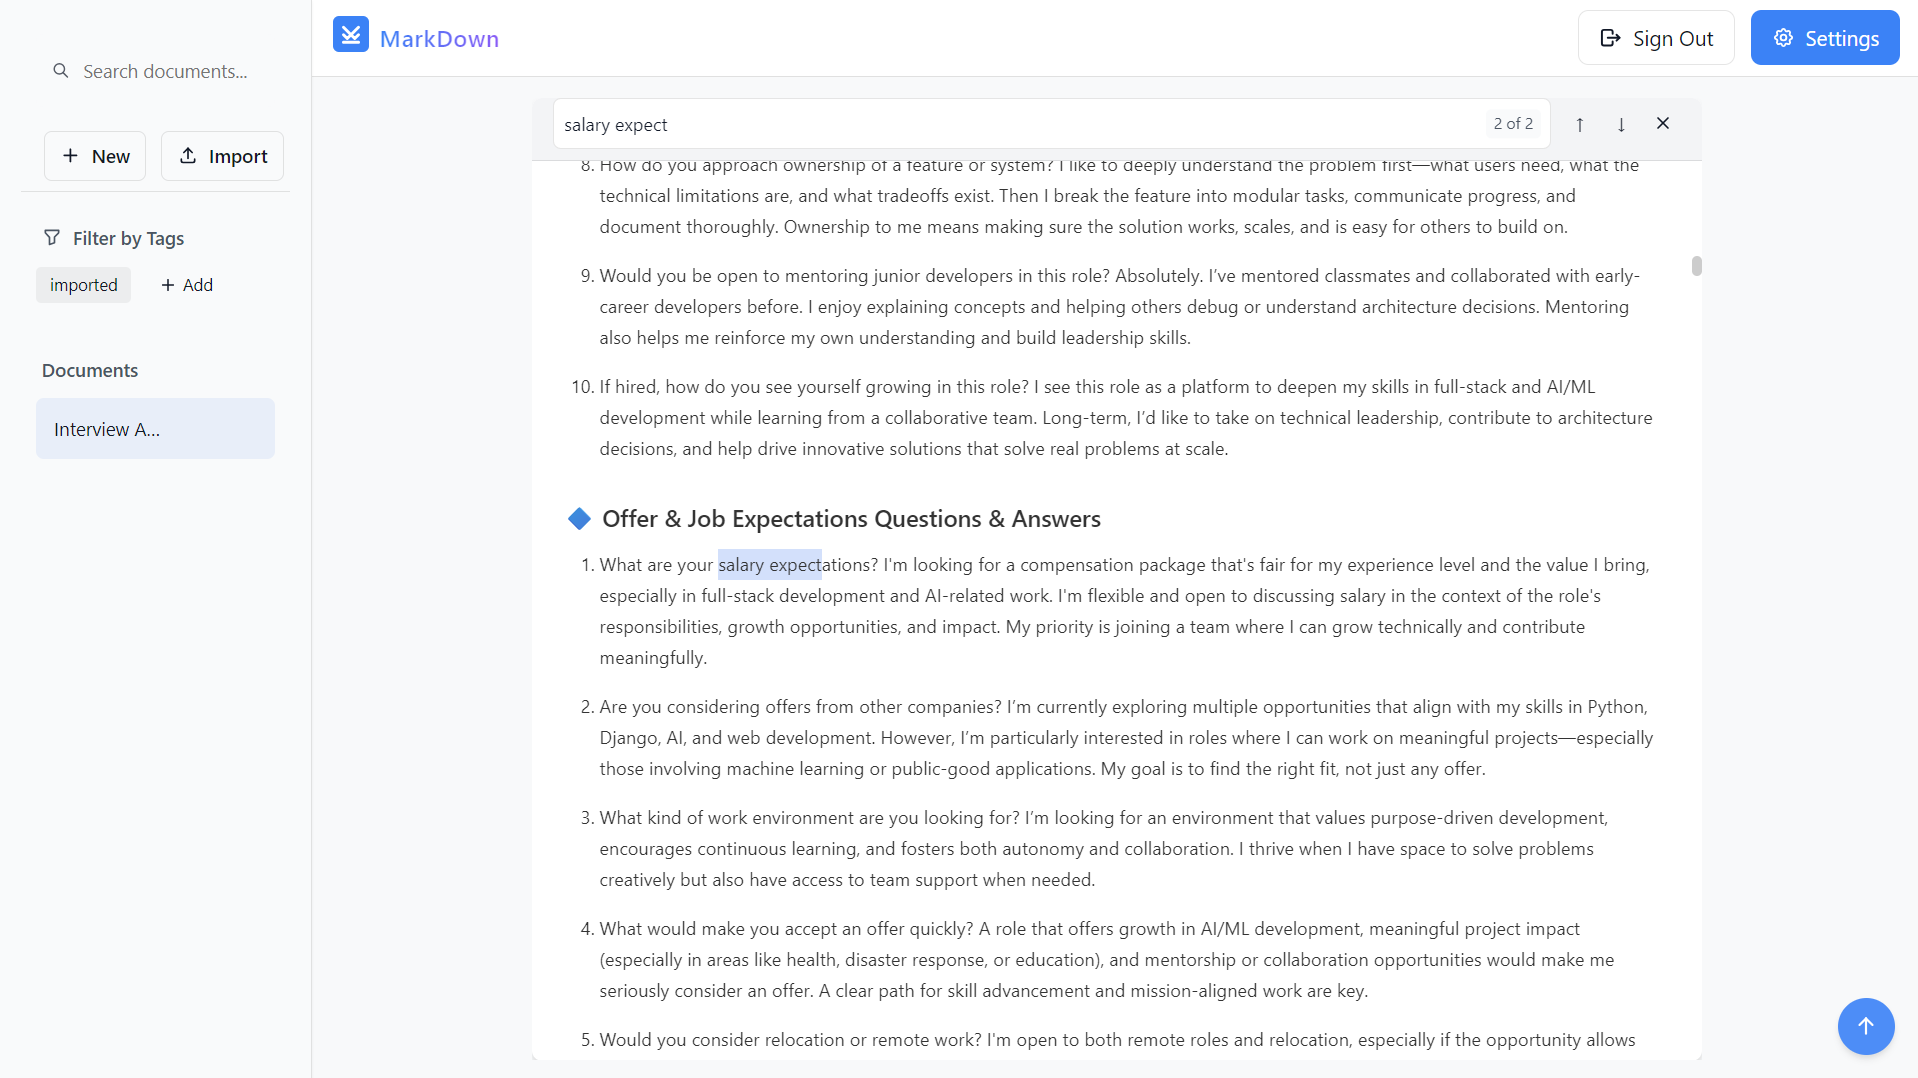 Search documents...
New
Import
Filter by Tags
imported
Add
Documents
Interview A...
MarkDown
Sign Out
Settings
salary expect
2 of 2
8. How do you approach ownership of a feature or system? I like to deeply understand the problem first—what users need, what the
technical limitations are, and what tradeoffs exist. Then I break the feature into modular tasks, communicate progress, and
document thoroughly. Ownership to me means making sure the solution works, scales, and is easy for others to build on.
9. Would you be open to mentoring junior developers in this role? Absolutely. I’ve mentored classmates and collaborated with early-
career developers before. I enjoy explaining concepts and helping others debug or understand architecture decisions. Mentoring
also helps me reinforce my own understanding and build leadership skills.
10. If hired, how do you see yourself growing in this role? I see this role as a platform to deepen my skills in full-stack and AI/ML
development while learning from a collaborative team. Long-term, I’d like to take on technical leadership, contribute to architecture
decisions, and help drive innovative solutions that solve real problems at scale.
Offer & Job Expectations Questions & Answers
1. What are your salary expectations? I'm looking for a compensation package that's fair for my experience level and the value I bring,
especially in full-stack development and AI-related work. I'm flexible and open to discussing salary in the context of the role's
responsibilities, growth opportunities, and impact. My priority is joining a team where I can grow technically and contribute
meaningfully.
2. Are you considering offers from other companies? I’m currently exploring multiple opportunities that align with my skills in Python,
Django, AI, and web development. However, I’m particularly interested in roles where I can work on meaningful projects—especially
those involving machine learning or public-good applications. My goal is to find the right fit, not just any offer.
3. What kind of work environment are you looking for? I’m looking for an environment that values purpose-driven development,
encourages continuous learning, and fosters both autonomy and collaboration. I thrive when I have space to solve problems
creatively but also have access to team support when needed.
4. What would make you accept an offer quickly? A role that offers growth in AI/ML development, meaningful project impact
(especially in areas like health, disaster response, or education), and mentorship or collaboration opportunities would make me
seriously consider an offer. A clear path for skill advancement and mission-aligned work are key.
5. Would you consider relocation or remote work? I'm open to both remote roles and relocation, especially if the opportunity allows